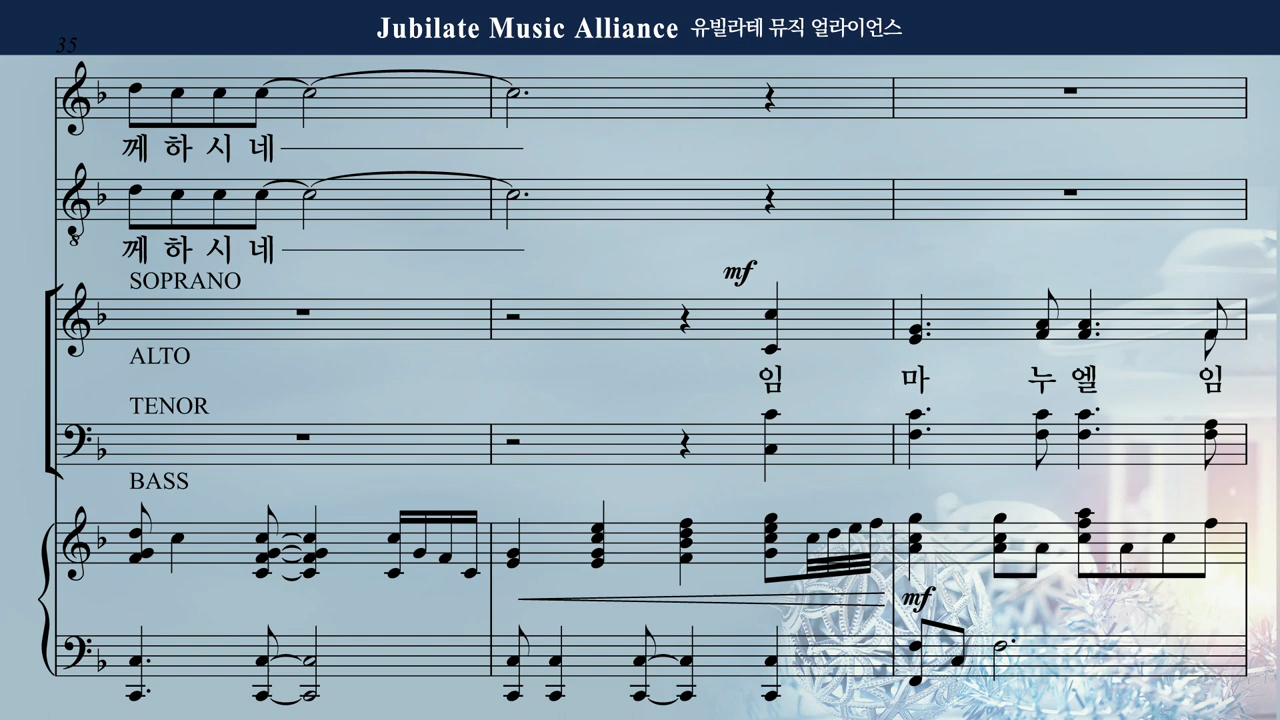 Jubilate Music Alliance 유빌라테 뮤직 얼라이언스
35
께 하 시 네
께 하 시 네
SOPRANO
mf
ALTO
임 마 누 엘 임
TENOR
BASS
mf